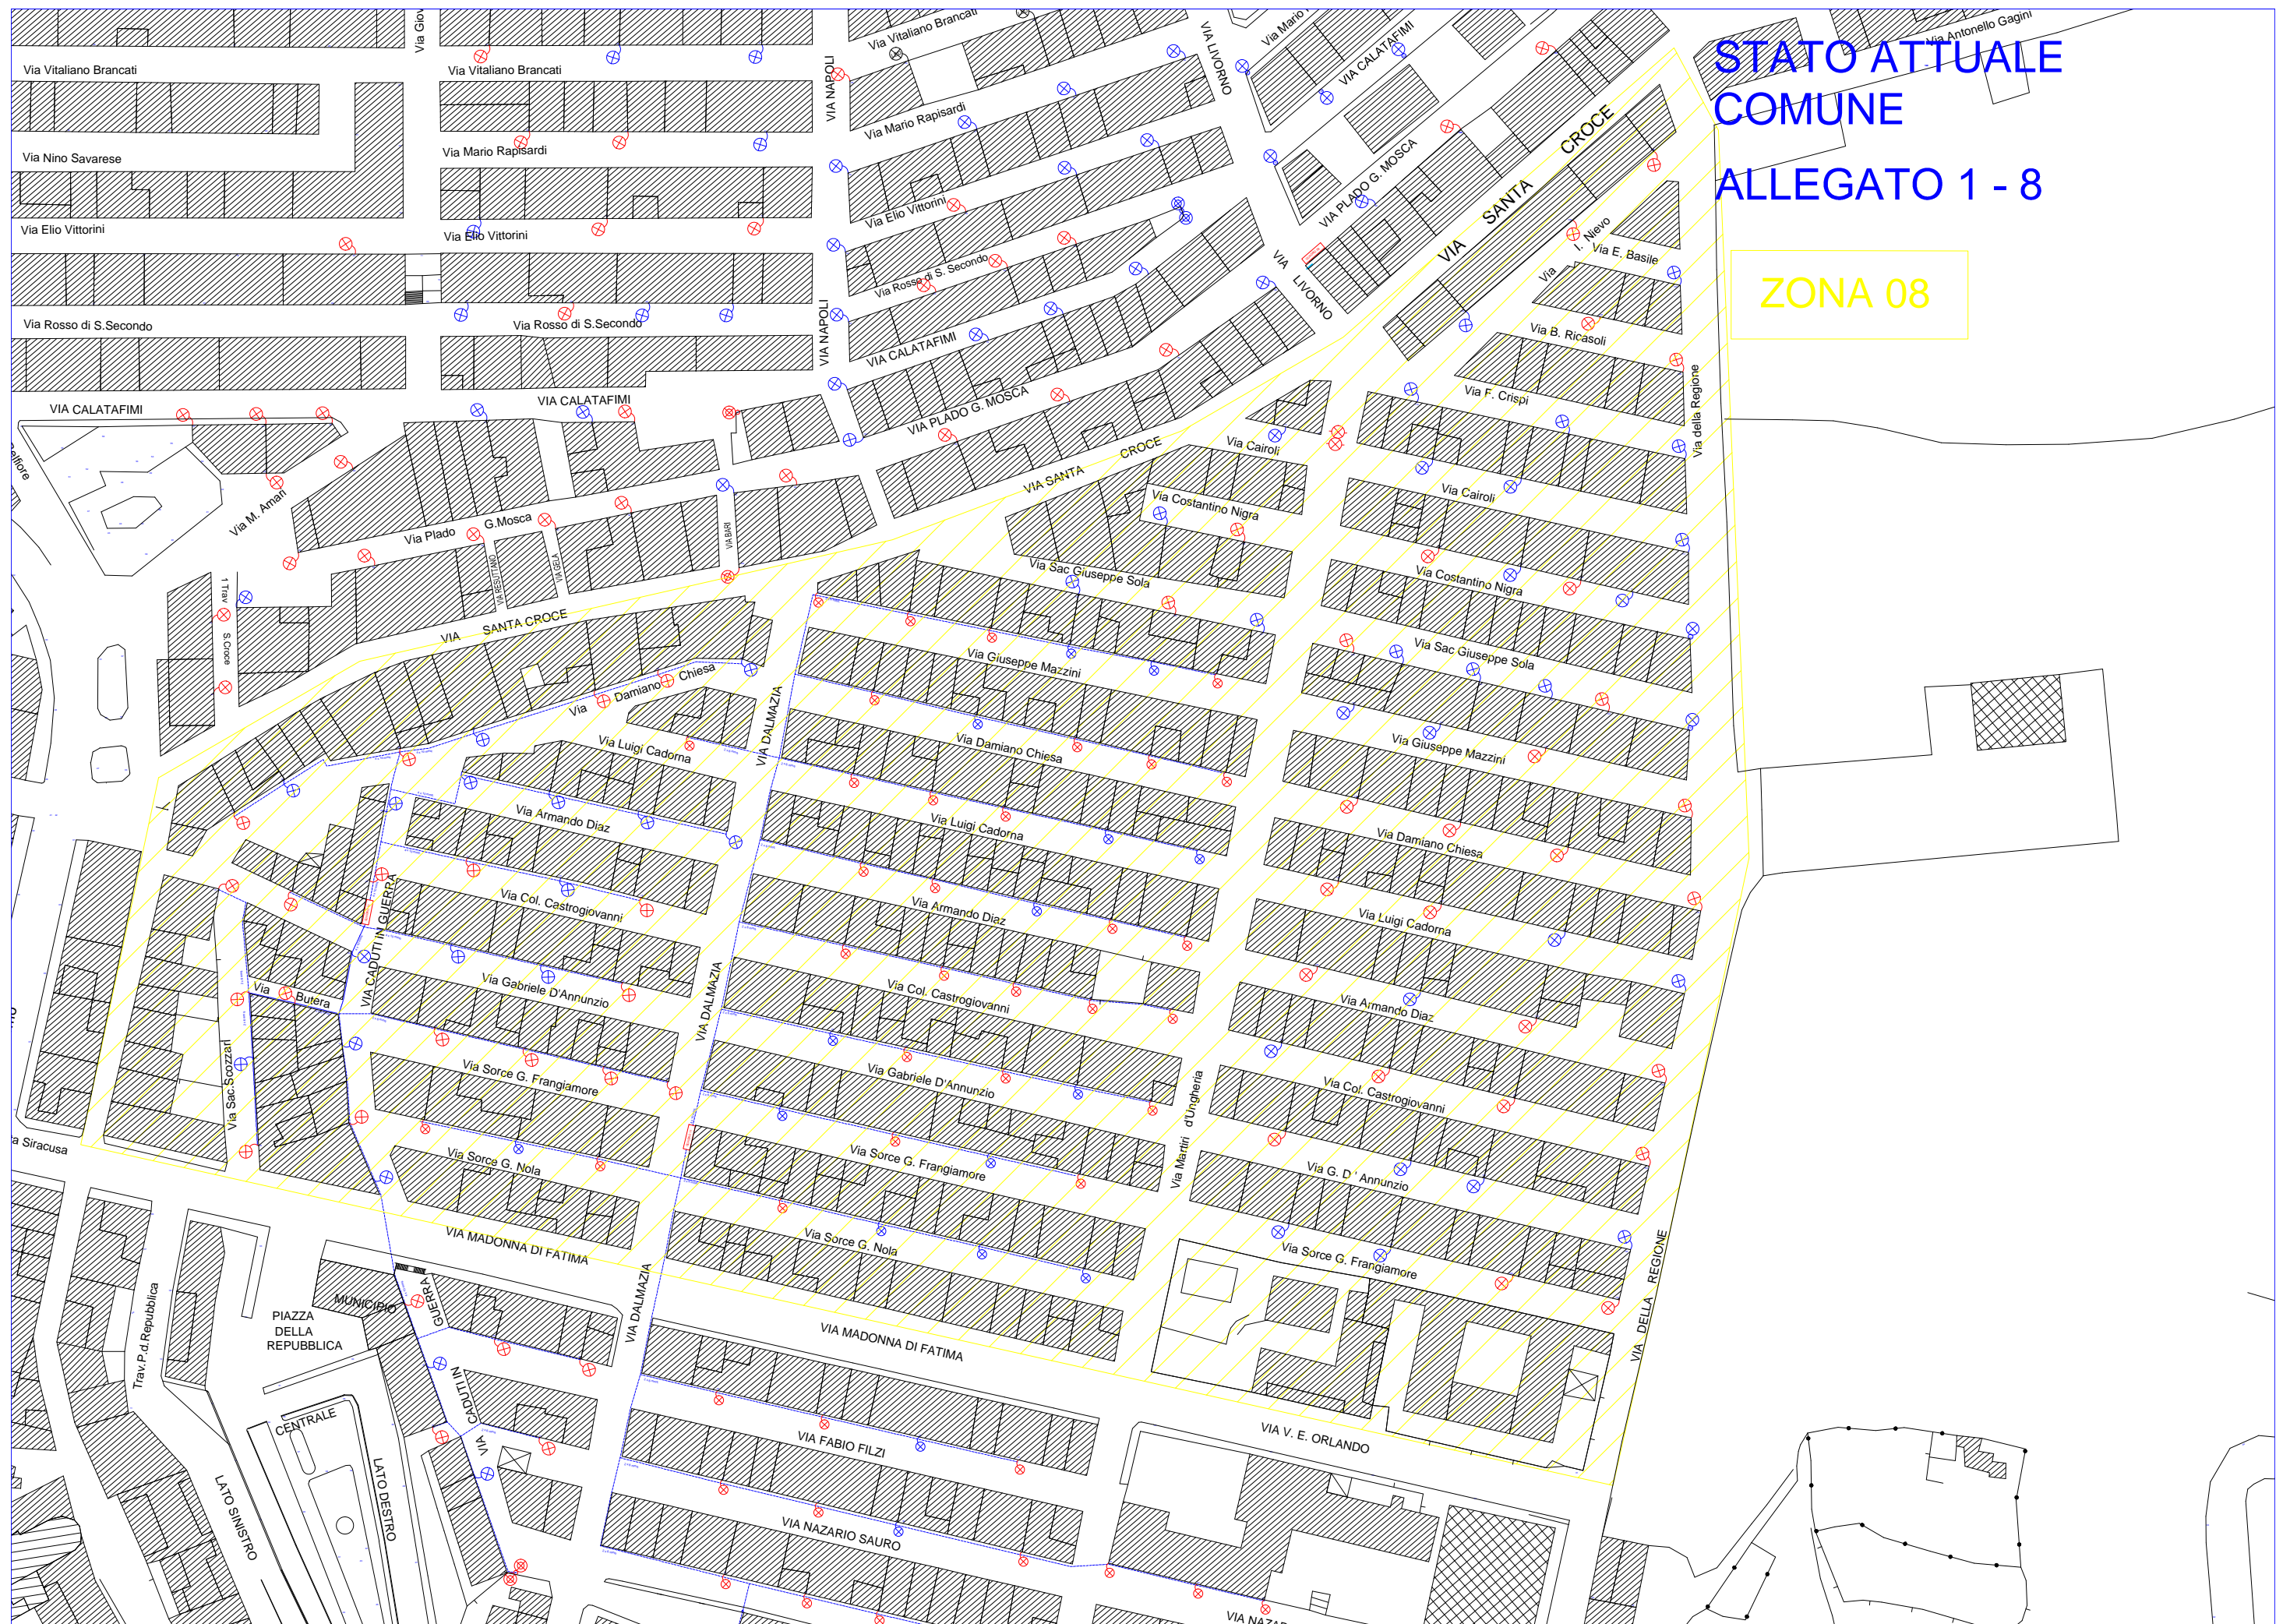 STATO ATTUALE
COMUNE
ALLEGATO 1 - 8
ZONA 08
Via Vitaliano Brancati
Via Vitaliano Brancati
Via Vitaliano Brancati
Via Antonello Gagini
VIA NAPOLI
VIA LIVORNO
VIA CALATAFIMI
Via Nino Savarese
Via Mario Rapisardi
Via Mario Rapisardi
VIA PLADO G. MOSCA
VIA SANTA CROCE
Via Elio Vittorini
Via Elio Vittorini
Via Elio Vittorini
Via I. Nievo
Via E. Basile
Via Rosso di S. Secondo
VIA LIVORNO
Via Rosso di S.Secondo
Via Rosso di S.Secondo
VIA NAPOLI
VIA CALATAFIMI
Via B. Ricasoli
Via F. Crispi
Via della Regione
VIA CALATAFIMI
VIA CALATAFIMI
VIA PLADO G. MOSCA
VIA SANTA CROCE
Via Cairoli
Via Cairoli
Via M. Amari
Via Plado G.Mosca
VIA RESUTTANO
VIA GELA
VIA BARI
Via Costantino Nigra
Via Costantino Nigra
1 Trav S.Croce
VIA SANTA CROCE
Via Sac Giuseppe Sola
Via Sac Giuseppe Sola
Via Giuseppe Mazzini
Via Giuseppe Mazzini
Via Damiano Chiesa
Via Damiano Chiesa
Via Damiano Chiesa
VIA DALMAZIA
Via Luigi Cadorna
Via Luigi Cadorna
Via Luigi Cadorna
Via Armando Diaz
Via Armando Diaz
Via Armando Diaz
VIA CADUTI IN GUERRA
Via Col. Castrogiovanni
Via Col. Castrogiovanni
Via Col. Castrogiovanni
Via Butera
Via Sac.Scozzari
Via Gabriele D'Annunzio
Via Gabriele D'Annunzio
Via G. D ' Annunzio
VIA DALMAZIA
Via Martiri d'Ungheria
Via Sorce G. Frangiamore
Via Sorce G. Frangiamore
Via Sorce G. Frangiamore
Via Sorce G. Nola
Via Sorce G. Nola
VIA MADONNA DI FATIMA
VIA MADONNA DI FATIMA
VIA DELLA REGIONE
VIA DALMAZIA
Trav.P.d.Repubblica
PIAZZA
DELLA
REPUBBLICA
MUNICIPIO
VIA CADUTI IN GUERRA
CENTRALE
LATO DESTRO
LATO SINISTRO
VIA FABIO FILZI
VIA V. E. ORLANDO
VIA NAZARIO SAURO